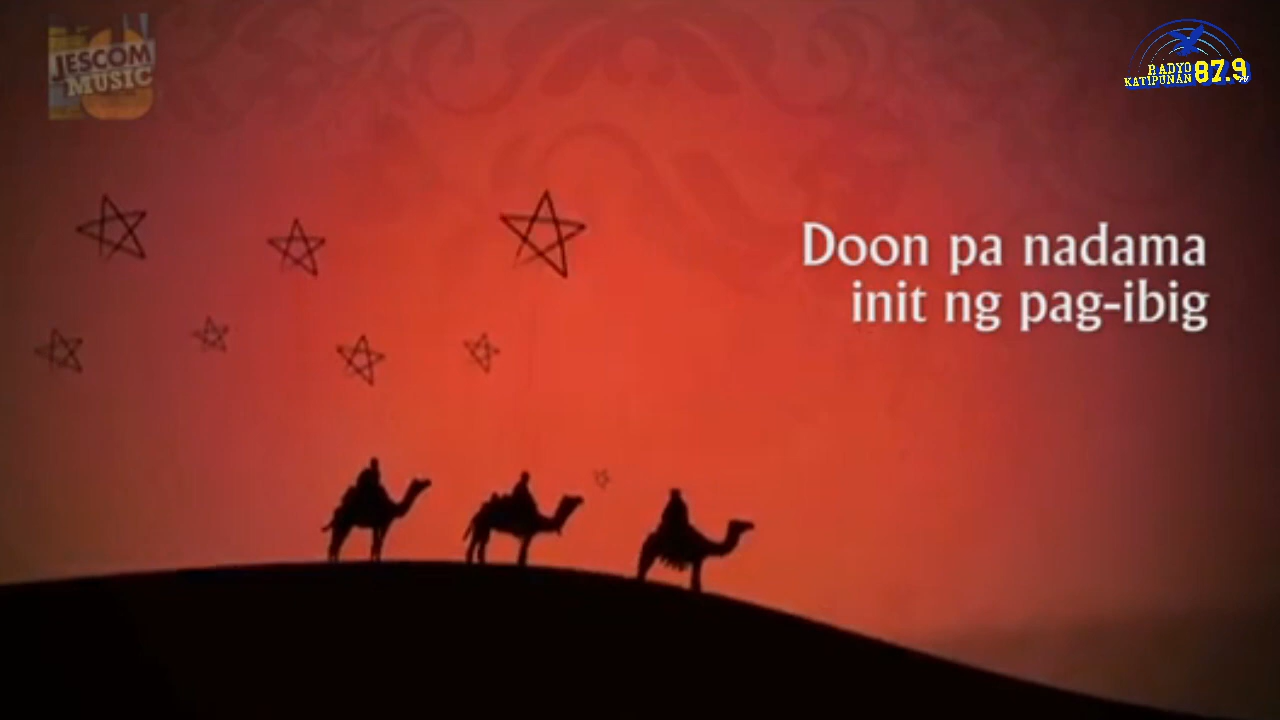 JESCOM
MUSIC
RADYO
KATIPUNAN 87.9
Doon pa nadama
init ng pag-ibig